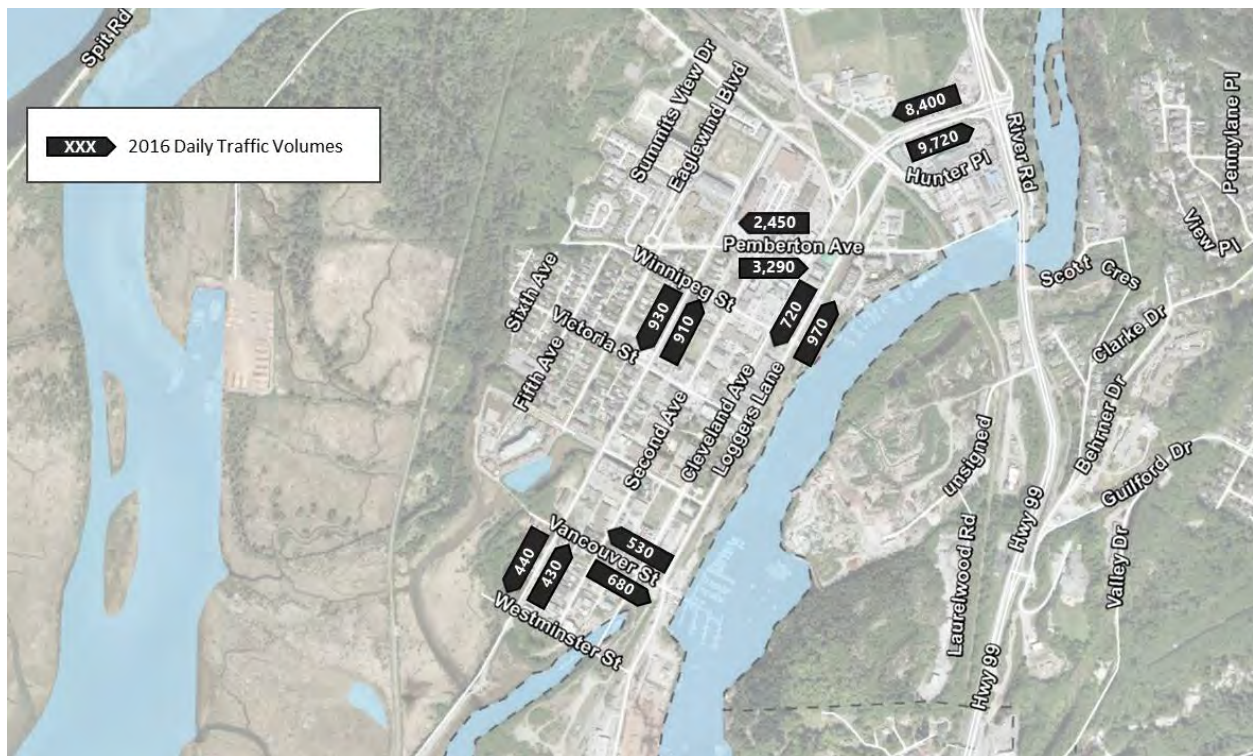 Spit Rd
XXX 2016 Daily Traffic Volumes
Summits View Dr
Eaglewind Blvd
8,400
9,720
Hunter Pl
River Rd
Pennylane Pl
View Pl
2,450
Pemberton Ave
3,290
Winnipeg St
Sixth Ave
Victoria St
930
910
720
970
Scott Cres
Clarke Dr
Fifth Ave
Second Ave
Cleveland Ave
Loggers Lane
unsigned
Behrner Dr
Guilford Dr
Hwy 99
Valley Dr
Laurelwood Rd
Vancouver St
530
680
440
430
Westminster St
Hwy 99